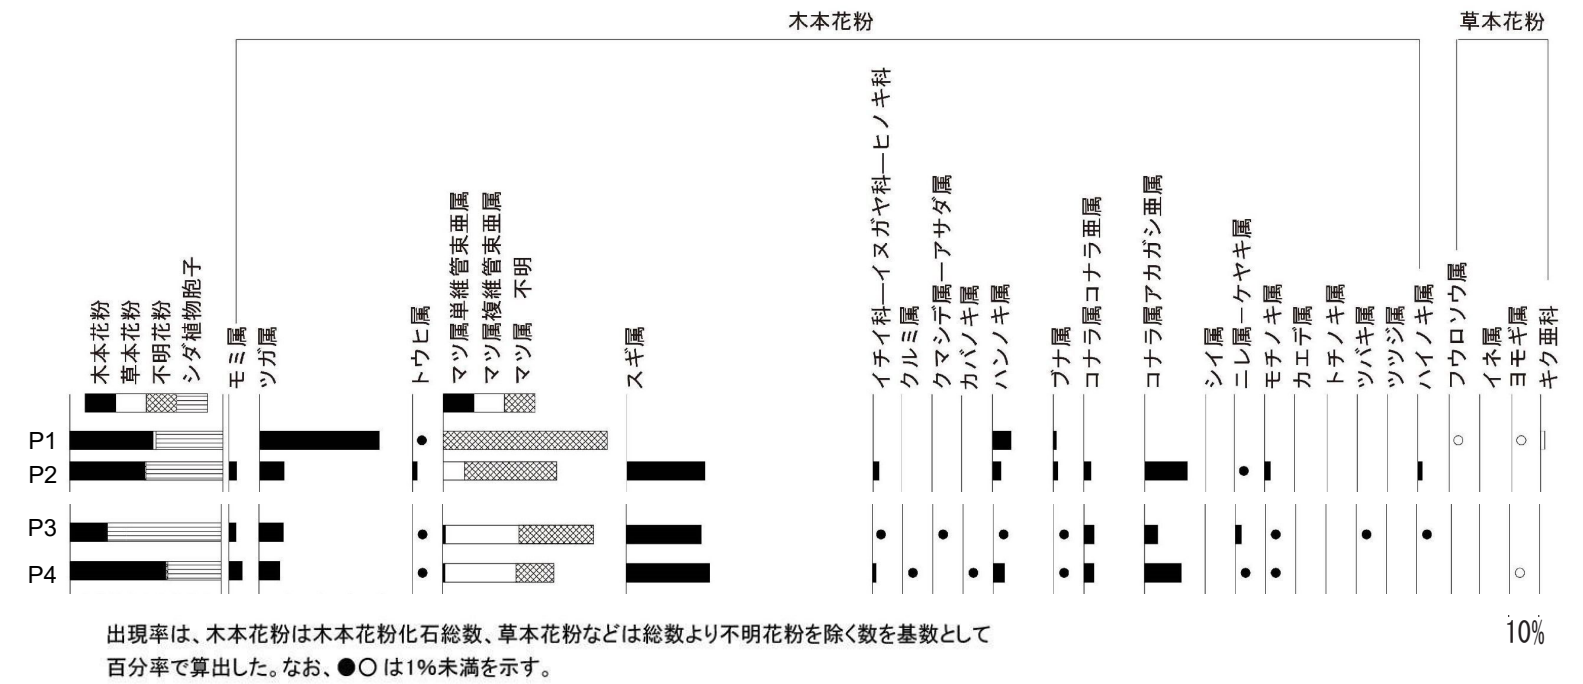 木本花粉
草本花粉
木本花粉
草本花粉
不明花粉
シダ植物胞子
モミ属
ツガ属
トウヒ属
マツ属単維管束亜属
マツ属複維管束亜属
マツ属 不明
スギ属
イチイ科―イヌガヤ科―ヒノキ科
クルミ属
クマシデ属―アサダ属
カバノキ属
ハンノキ属
ブナ属
コナラ属コナラ亜属
コナラ属アカガシ亜属
シイ属
ニレ属―ケヤキ属
モチノキ属
カエデ属
トチノキ属
ツバキ属
ツツジ属
ハイノキ属
フウロソウ属
イネ属
ヨモギ属
キク亜科
P1
P2
P3
P4
10%
出現率は、木本花粉は木本花粉化石総数、草本花粉などは総数より不明花粉を除く数を基数として
百分率で算出した。なお、●○は1%未満を示す。